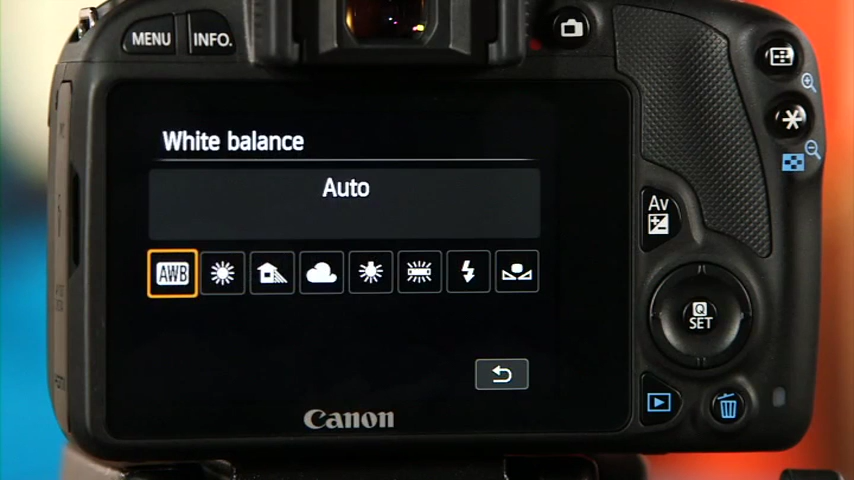 MENU INFO.
White balance
Auto
AWB
Av
Q
SET
Canon